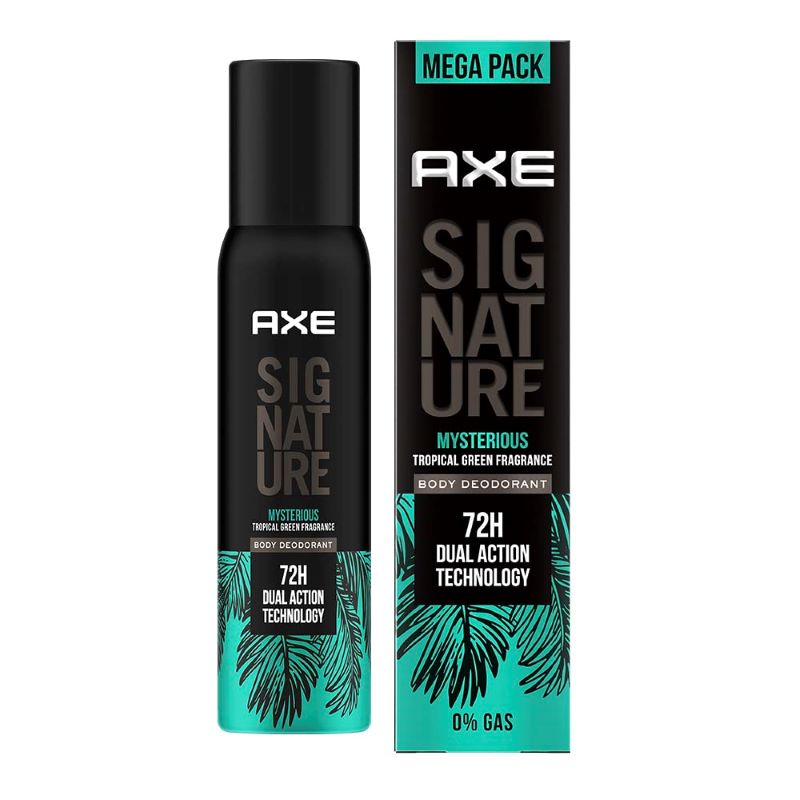 AXE
SIG
NAT
URE
MYSTERIOUS
TROPICAL GREEN FRAGRANCE
BODY DEODORANT
72H
DUAL ACTION
TECHNOLOGY
MEGA PACK
AXE
SIG
NAT
URE
MYSTERIOUS
TROPICAL GREEN FRAGRANCE
BODY DEODORANT
72H
DUAL ACTION
TECHNOLOGY
0% GAS